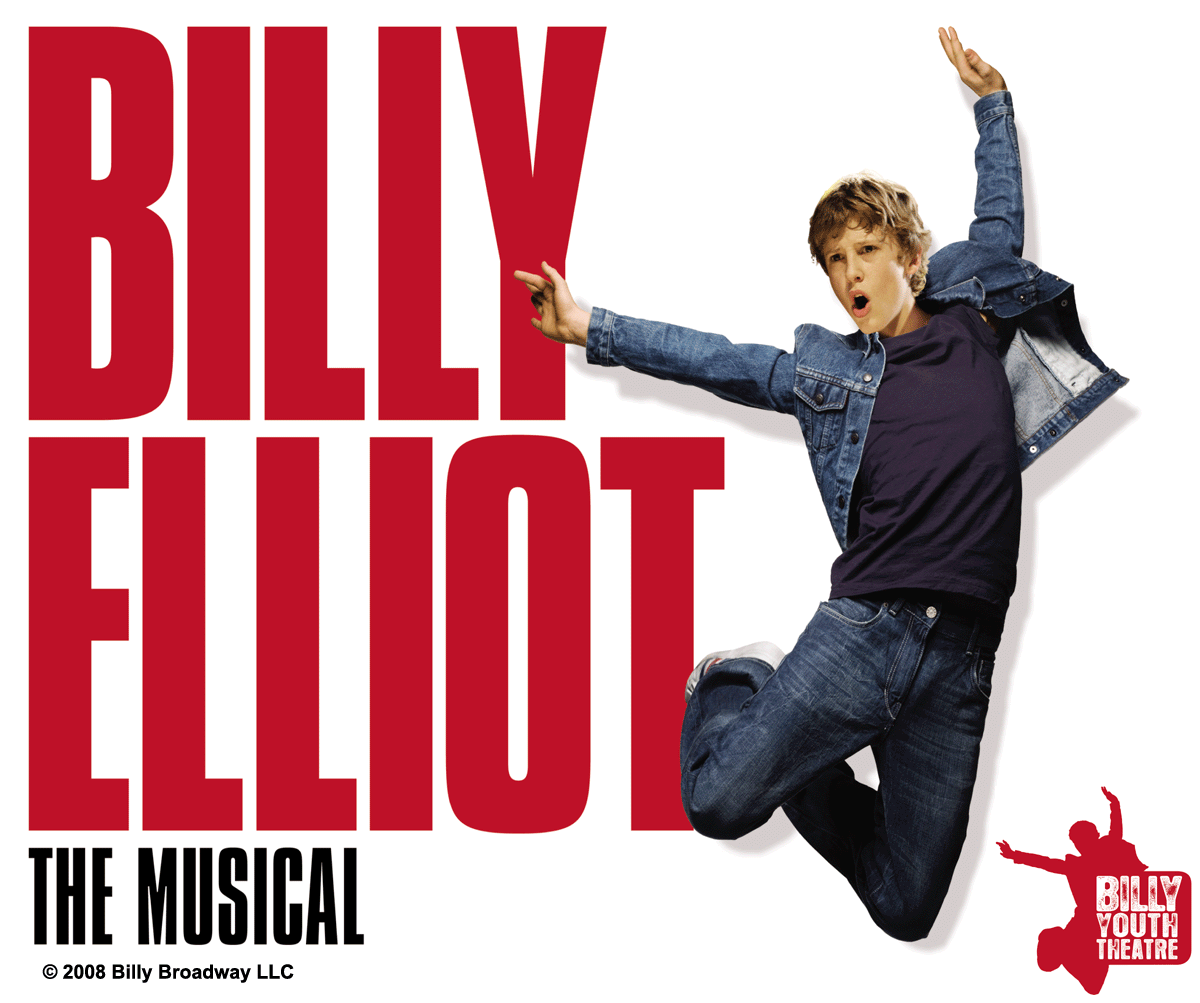 BILLY
ELLIOT
THE MUSICAL
© 2008 Billy Broadway LLC
BILLY
YOUTH
THEATRE